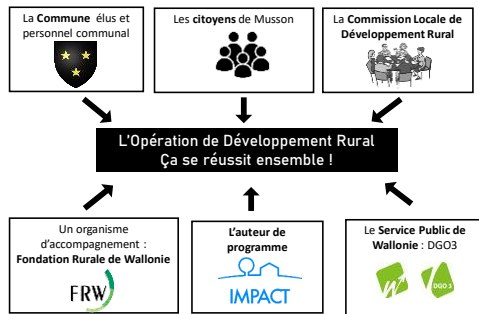 La Commune élus et
personnel communal
Les citoyens de Musson
La Commission Locale de
Développement Rural
L'Opération de Développement Rural
Ça se réussit ensemble !
Un organisme
d'accompagnement :
Fondation Rurale de Wallonie
FRW
L'auteur de
programme
IMPACT
Le Service Public de
Wallonie : DGO3
DGO 3